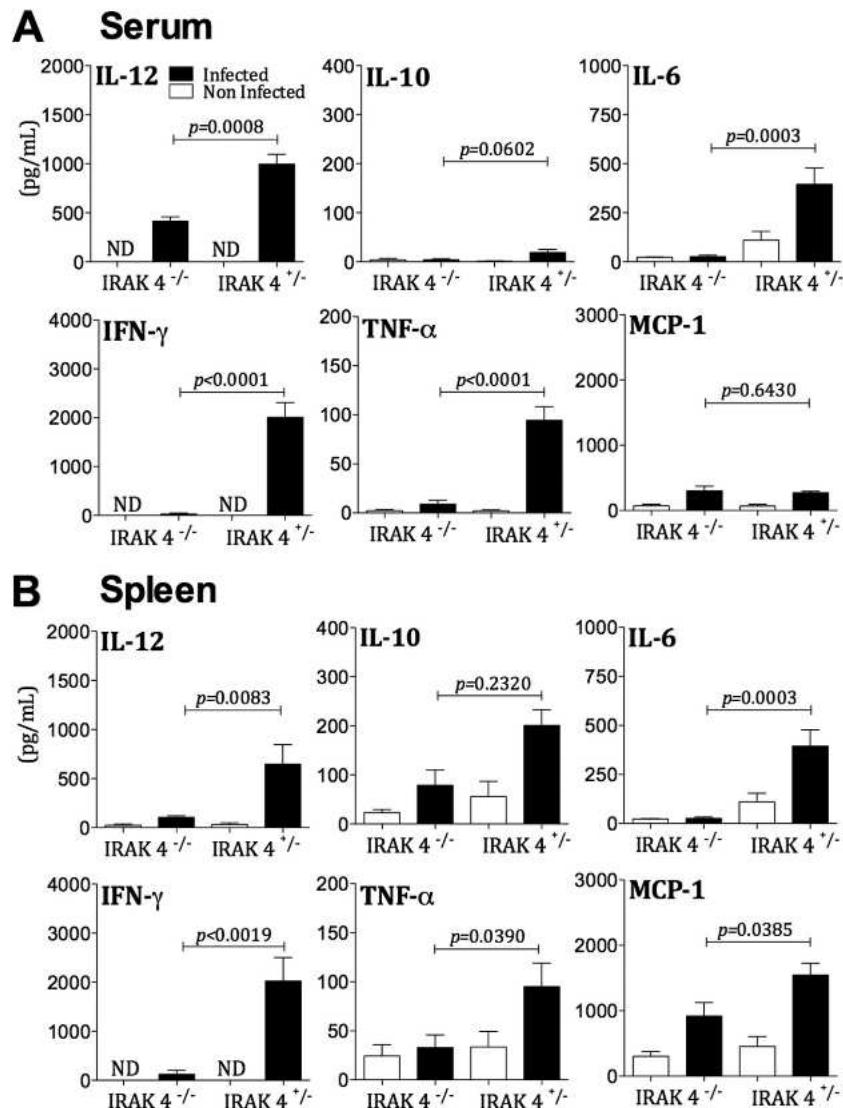 A Serum
IL-12
Infected
Non Infected
2000
1500
1000
500
0
(pg/mL)
p=0.0008
ND
ND
IRAK 4 -/-
IRAK 4 +/-
IL-10
400
300
200
100
0
p=0.0602
IRAK 4 -/-
IRAK 4 +/-
IL-6
1000
750
500
250
0
p=0.0003
IRAK 4 -/-
IRAK 4 +/-
IFN-γ
4000
3000
2000
1000
0
p<0.0001
ND
ND
IRAK 4 -/-
IRAK 4 +/-
TNF-α
200
150
100
50
0
p<0.0001
IRAK 4 -/-
IRAK 4 +/-
MCP-1
3000
2000
1000
0
p=0.6430
IRAK 4 -/-
IRAK 4 +/-
B Spleen
IL-12
2000
1500
1000
500
0
(pg/mL)
p=0.0083
IRAK 4 -/-
IRAK 4 +/-
IL-10
400
300
200
100
0
p=0.2320
IRAK 4 -/-
IRAK 4 +/-
IL-6
1000
750
500
250
0
p=0.0003
IRAK 4 -/-
IRAK 4 +/-
IFN-γ
4000
3000
2000
1000
0
p<0.0019
ND
ND
IRAK 4 -/-
IRAK 4 +/-
TNF-α
200
150
100
50
0
p=0.0390
IRAK 4 -/-
IRAK 4 +/-
MCP-1
3000
2000
1000
0
p=0.0385
IRAK 4 -/-
IRAK 4 +/-